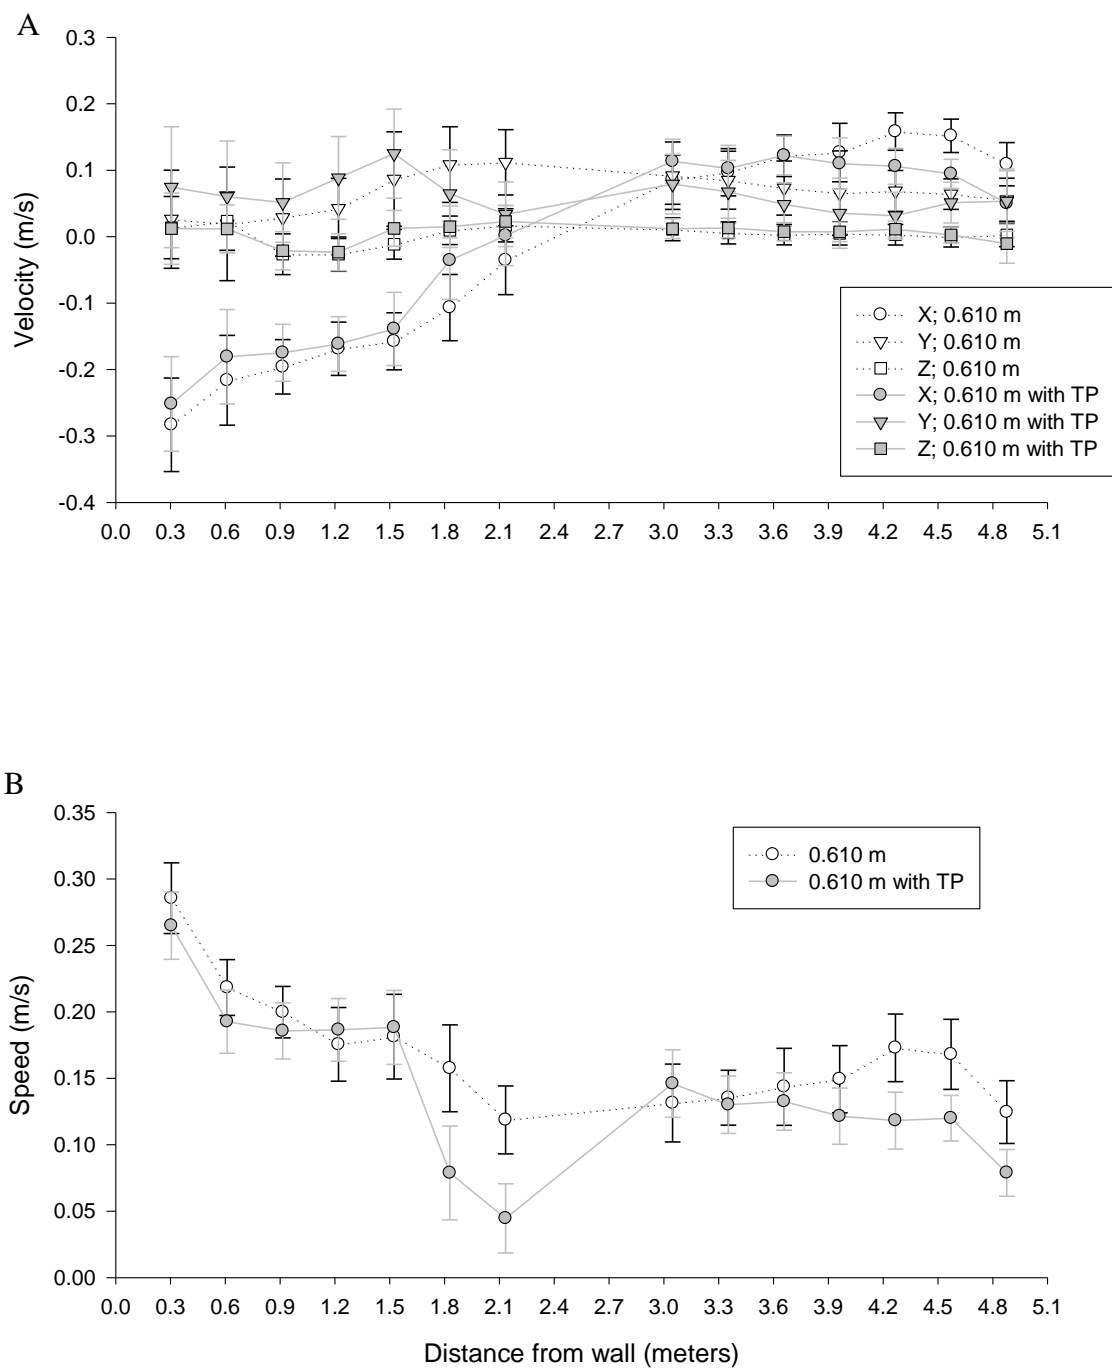 A
0.3
0.2
0.1
0.0
-0.1
-0.2
-0.3
-0.4
Velocity (m/s)
X; 0.610 m
Y; 0.610 m
Z; 0.610 m
X; 0.610 m with TP
Y; 0.610 m with TP
Z; 0.610 m with TP
0.0 0.3 0.6 0.9 1.2 1.5 1.8 2.1 2.4 2.7 3.0 3.3 3.6 3.9 4.2 4.5 4.8 5.1
B
0.35
0.30
0.25
0.20
0.15
0.10
0.05
0.00
Speed (m/s)
0.610 m
0.610 m with TP
0.0 0.3 0.6 0.9 1.2 1.5 1.8 2.1 2.4 2.7 3.0 3.3 3.6 3.9 4.2 4.5 4.8 5.1
Distance from wall (meters)